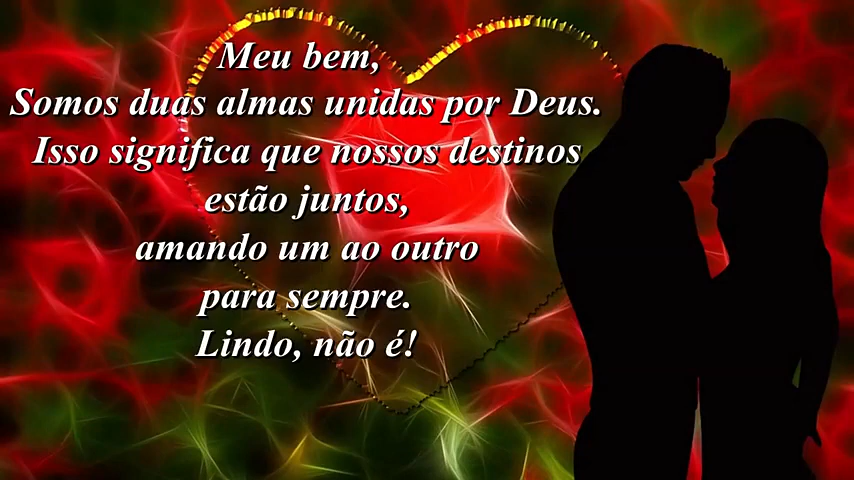 Meu bem,
Somos duas almas unidas por Deus.
Isso significa que nossos destinos
estão juntos,
amando um ao outro
para sempre.
Lindo, não é!